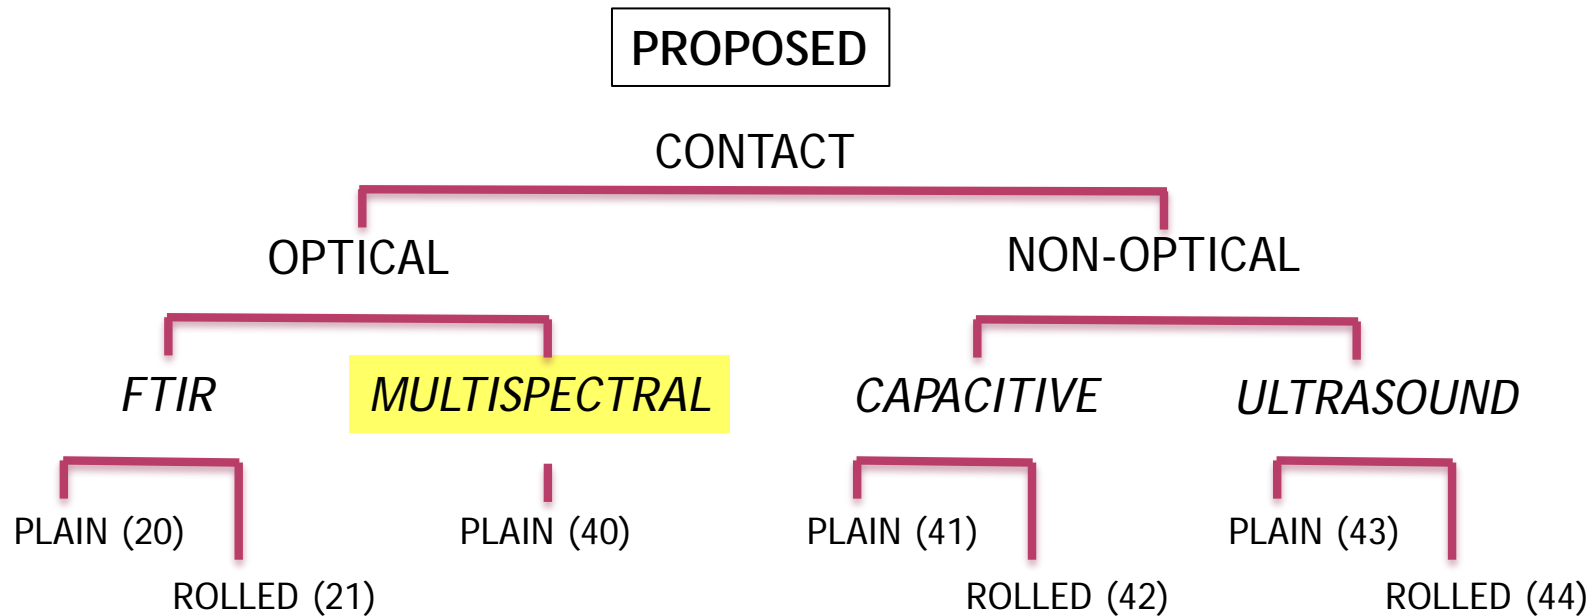 PROPOSED
CONTACT
OPTICAL
NON-OPTICAL
FTIR
MULTISPECTRAL
CAPACITIVE
ULTRASOUND
PLAIN (20)
PLAIN (40)
PLAIN (41)
PLAIN (43)
ROLLED (21)
ROLLED (42)
ROLLED (44)